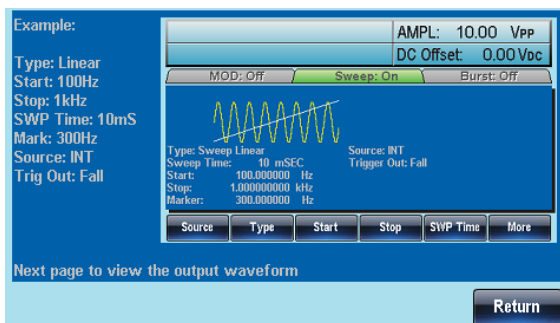 Example:
Type: Linear
Start: 100Hz
Stop: 1kHz
SWP Time: 10mS
Mark: 300Hz
Source: INT
Trig Out: Fall
AMPL: 10.00 VPP
DC Offset: 0.00 VDC
MOD: Off
Sweep: On
Burst: Off
Type: Sweep Linear
Source: INT
Sweep Time: 10 mSEC
Trigger Out: Fall
Start: 100.000000 Hz
Stop: 1.000000000 kHz
Marker: 300.000000 Hz
Source
Type
Start
Stop
SWP Time
More
Next page to view the output waveform
Return